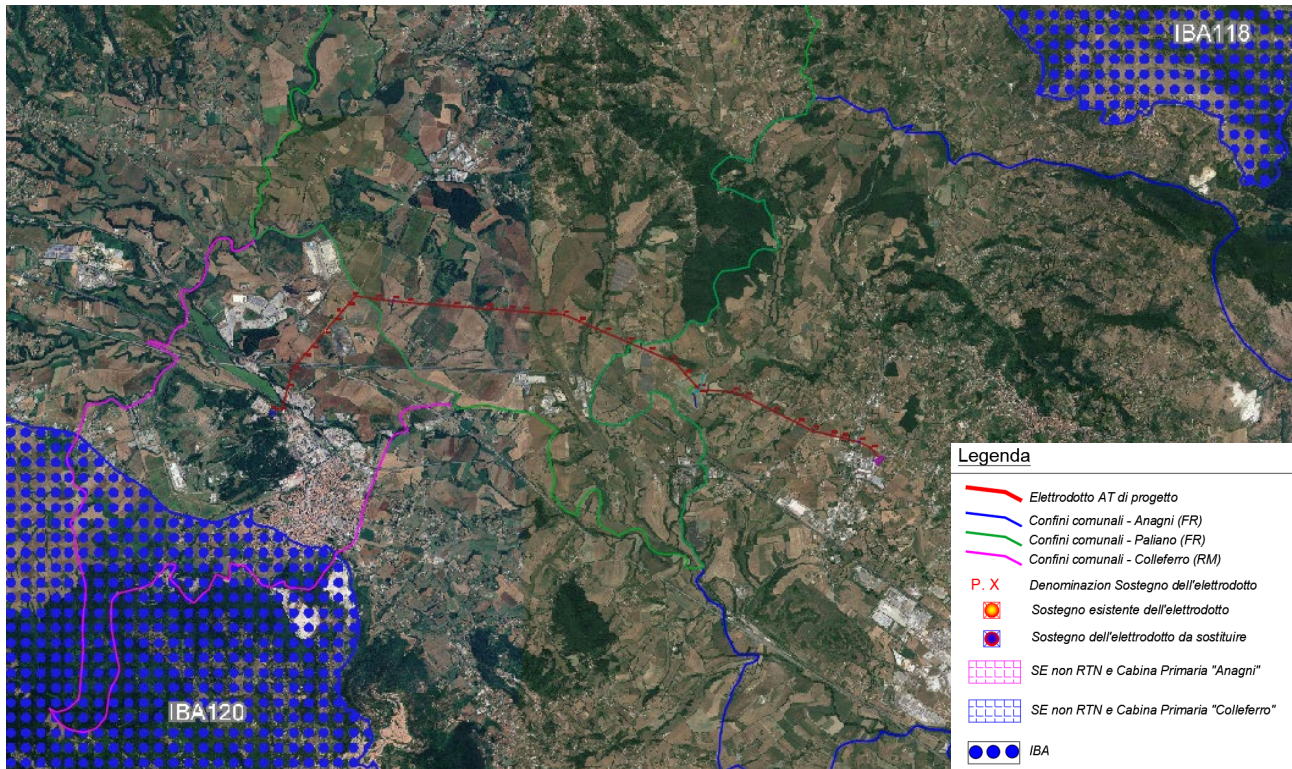 IBA118
IBA120
Legenda
Elettrodotto AT di progetto
Confini comunali - Anagni (FR)
Confini comunali - Paliano (FR)
Confini comunali - Colleferro (RM)
P. X Denominazion Sostegno dell'elettrodotto
Sostegno esistente dell'elettrodotto
Sostegno dell'elettrodotto da sostituire
SE non RTN e Cabina Primaria "Anagni"
SE non RTN e Cabina Primaria "Colleferro"
IBA